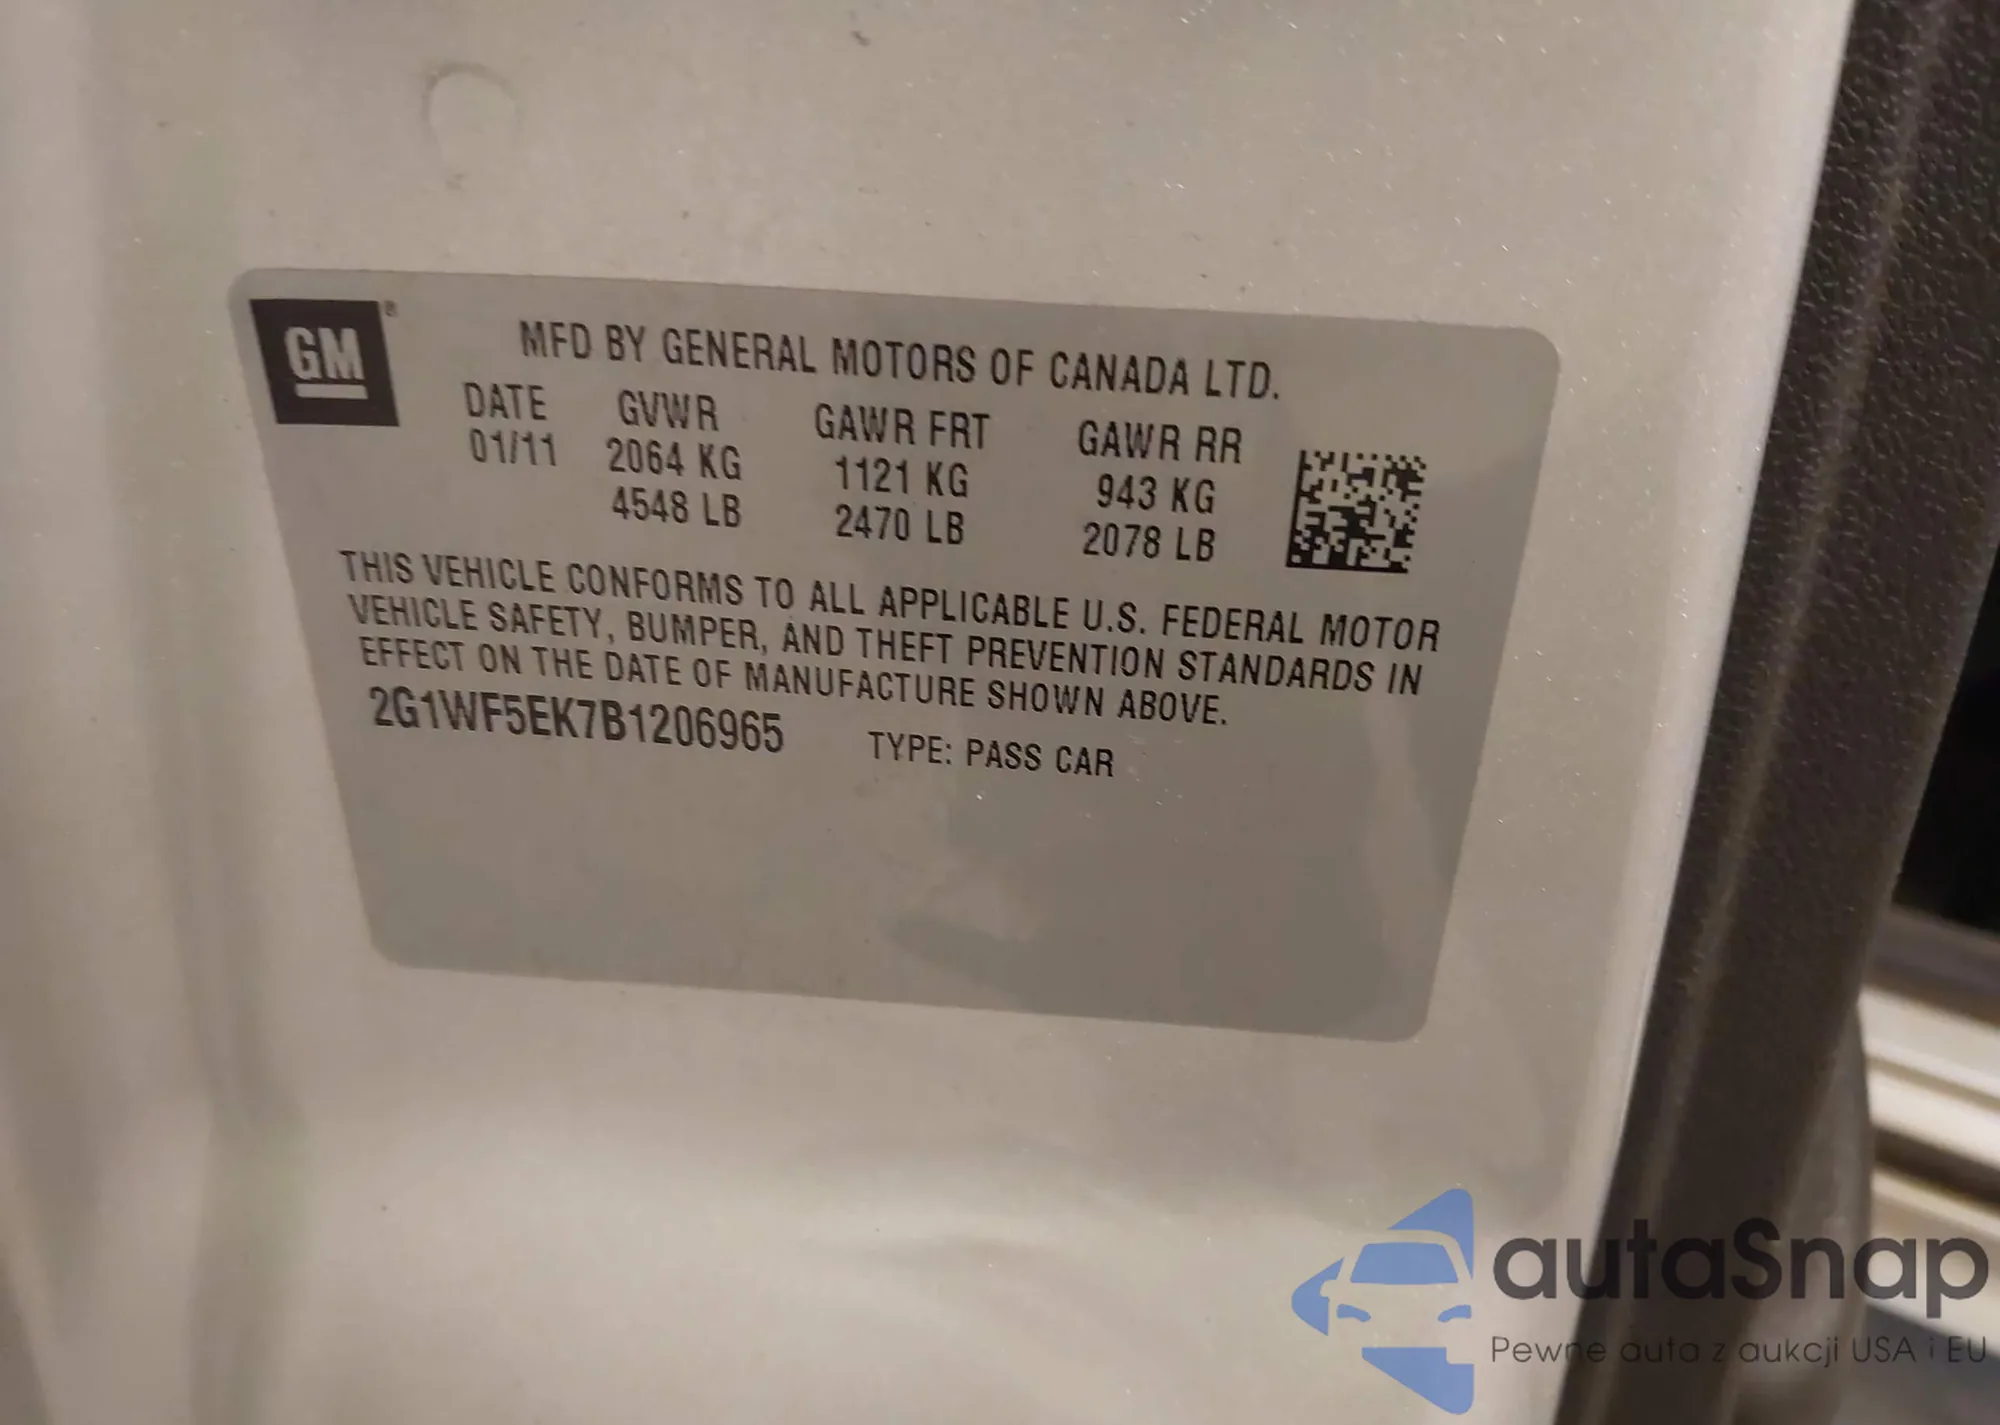 GM®
MFD BY GENERAL MOTORS OF CANADA LTD.
DATE GVWR GAWR FRT GAWR RR
01/11 2064 KG 1121 KG 943 KG
4548 LB 2470 LB 2078 LB
THIS VEHICLE CONFORMS TO ALL APPLICABLE U.S. FEDERAL MOTOR
VEHICLE SAFETY, BUMPER, AND THEFT PREVENTION STANDARDS IN
EFFECT ON THE DATE OF MANUFACTURE SHOWN ABOVE.
2G1WF5EK7B1206965 TYPE: PASS CAR
autaSnap
Pewne auta z aukcji USA i EU